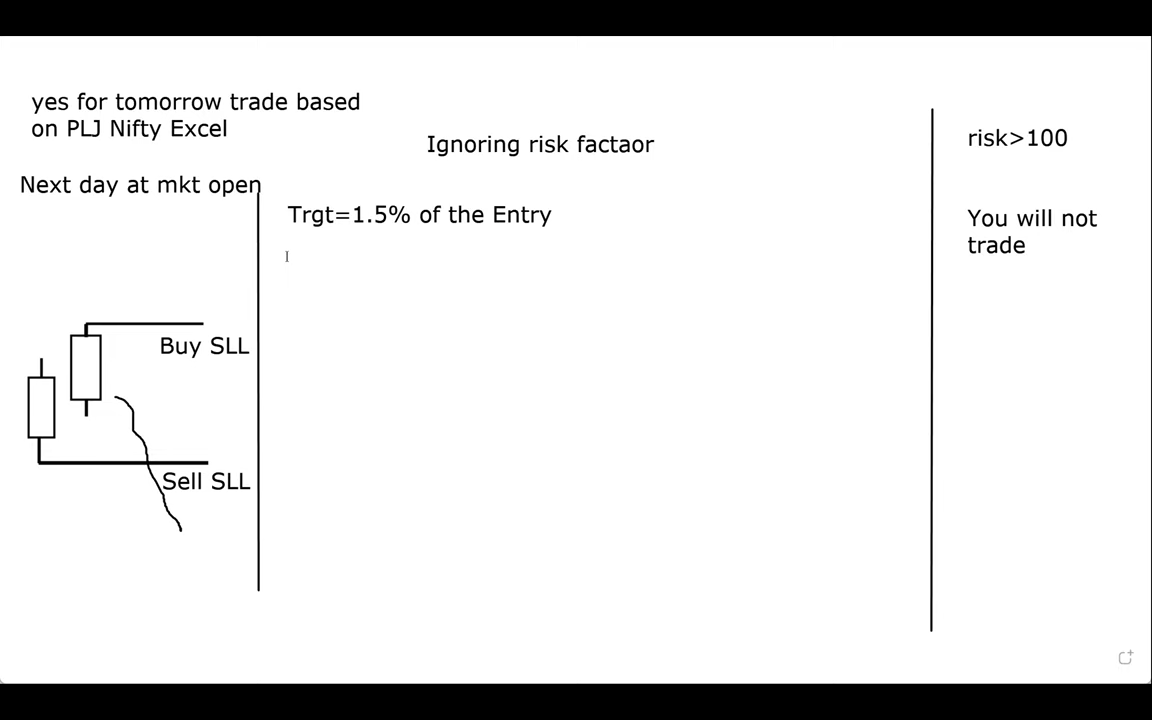 yes for tomorrow trade based
on PLJ Nifty Excel
Next day at mkt open
Buy SLL
Sell SLL
Ignoring risk factaor
Trgt=1.5% of the Entry
risk>100
You will not
trade